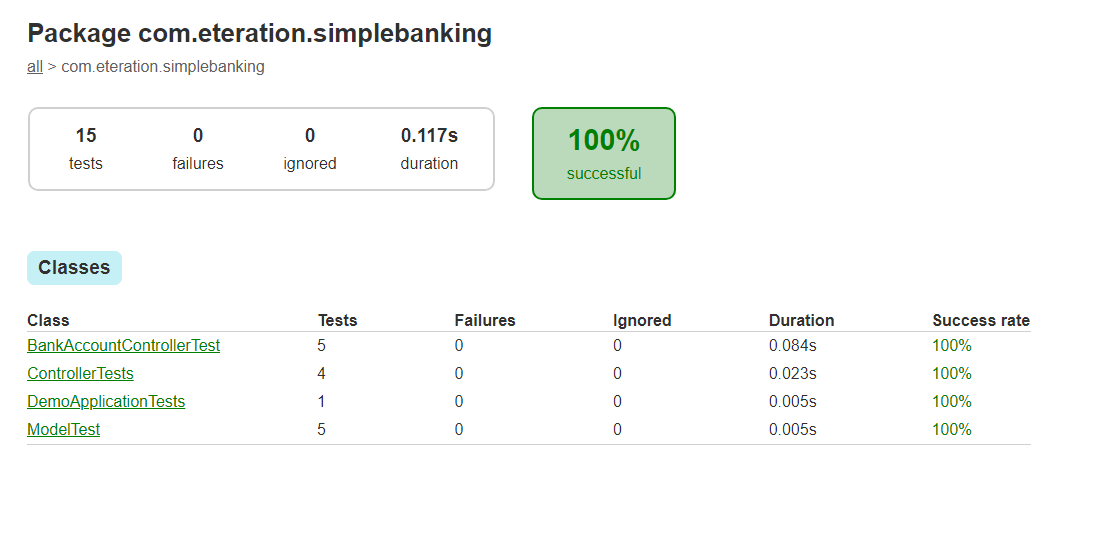 Package com.eteration.simplebanking
all > com.eteration.simplebanking
15 0 0 0.117s
tests failures ignored duration
100%
successful
Classes
Class Tests Failures Ignored Duration Success rate
BankAccountControllerTest 5 0 0 0.084s 100%
ControllerTests 4 0 0 0.023s 100%
DemoApplicationTests 1 0 0 0.005s 100%
ModelTest 5 0 0 0.005s 100%